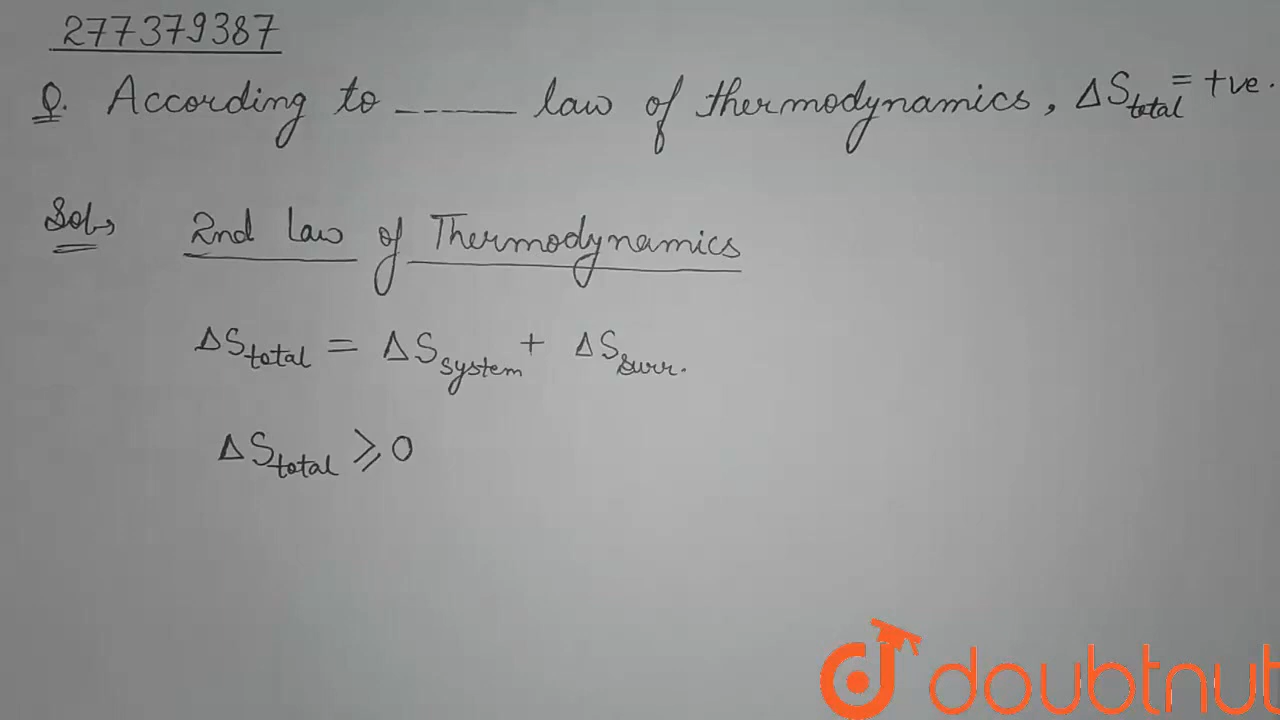 277379387
Q. According to ------ law of thermodynamics, ΔS_total = +ve.
Sol→ 2nd Law of Thermodynamics
ΔS_total = ΔS_system + ΔS_surr.
ΔS_total ⩾ 0
doubtnut